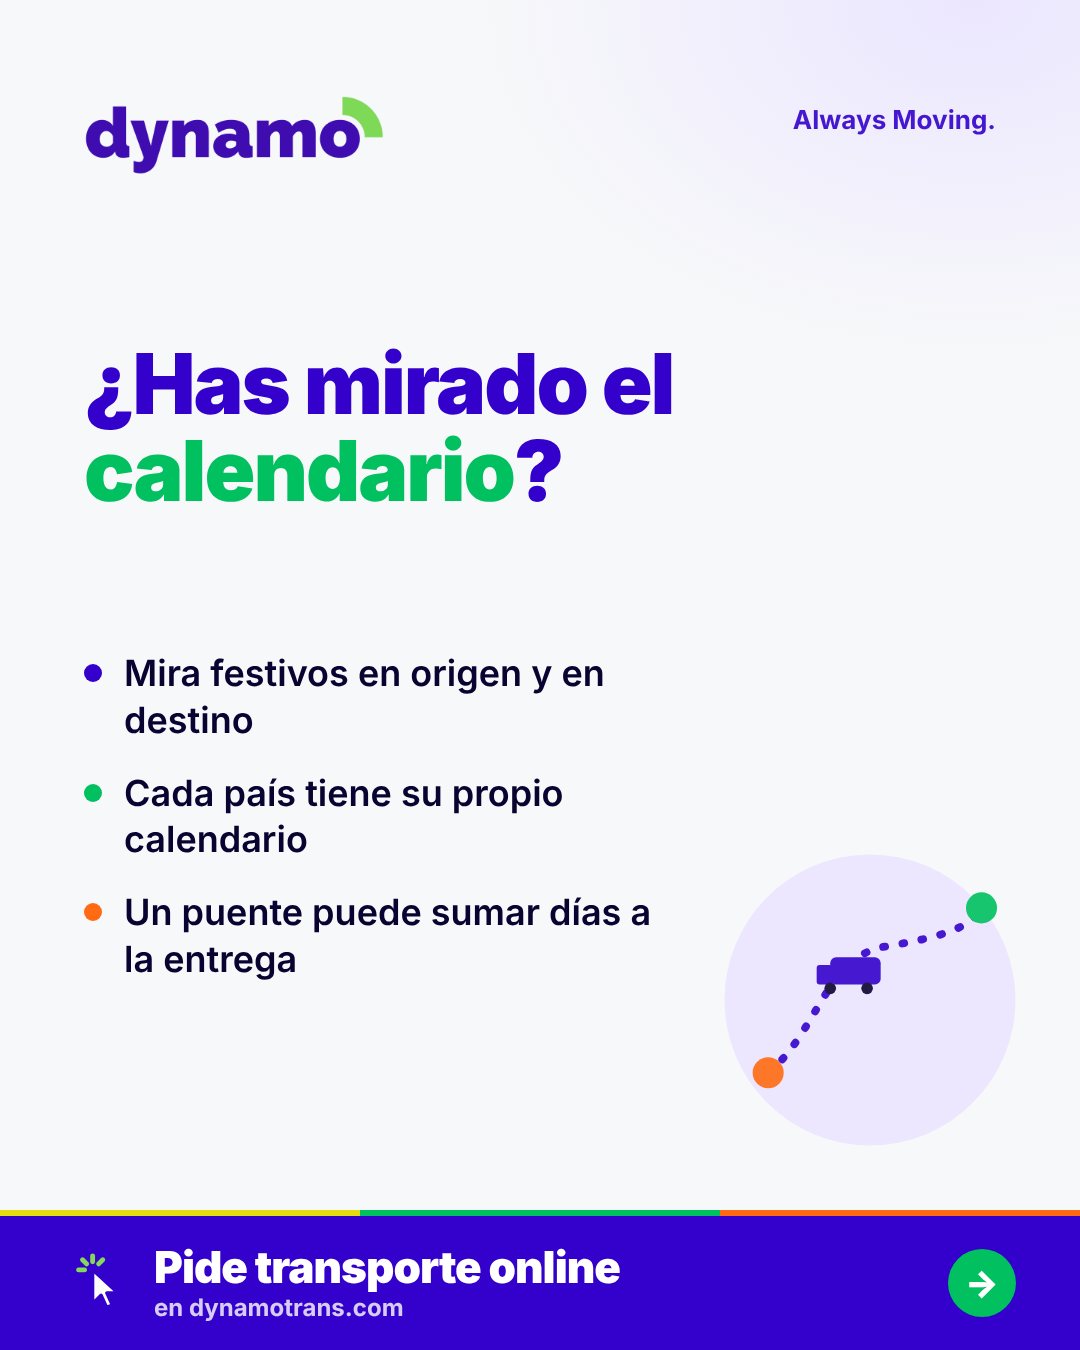 dynamo
Always Moving.
¿Has mirado el
calendario?
Mira festivos en origen y en
destino
Cada país tiene su propio
calendario
Un puente puede sumar días a
la entrega
Pide transporte online
en dynamotrans.com